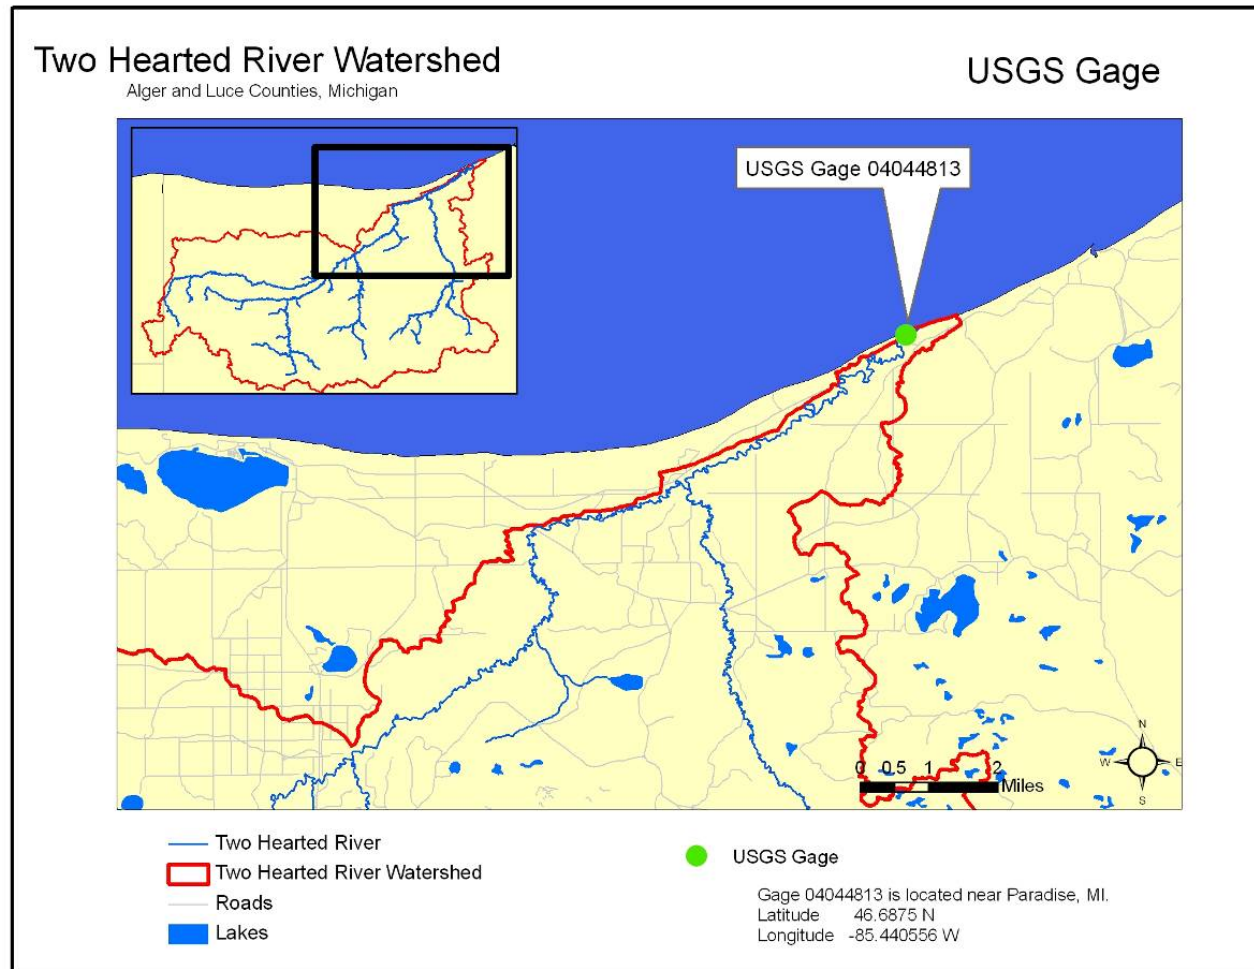 Two Hearted River Watershed
Alger and Luce Counties, Michigan
USGS Gage
USGS Gage 04044813
N
W E
S
0 0.5 1 2
Miles
Two Hearted River
Two Hearted River Watershed
Roads
Lakes
USGS Gage
Gage 04044813 is located near Paradise, MI.
Latitude 46.6875 N
Longitude -85.440556 W